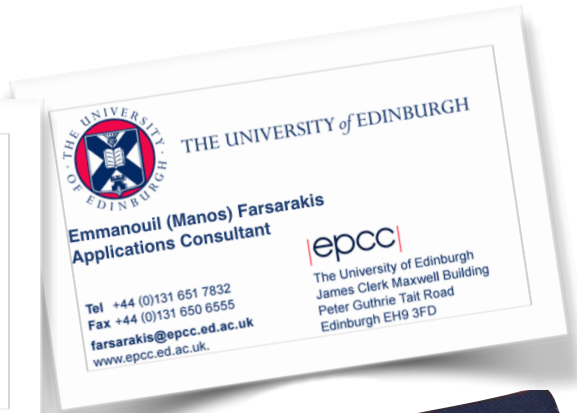 THE UNIVERSITY OF EDINBURGH
THE UNIVERSITY of EDINBURGH
Emmanouil (Manos) Farsarakis
Applications Consultant
Tel +44 (0)131 651 7832
Fax +44 (0)131 650 6555
farsarakis@epcc.ed.ac.uk
www.epcc.ed.ac.uk.
|epcc|
The University of Edinburgh
James Clerk Maxwell Building
Peter Guthrie Tait Road
Edinburgh EH9 3FD